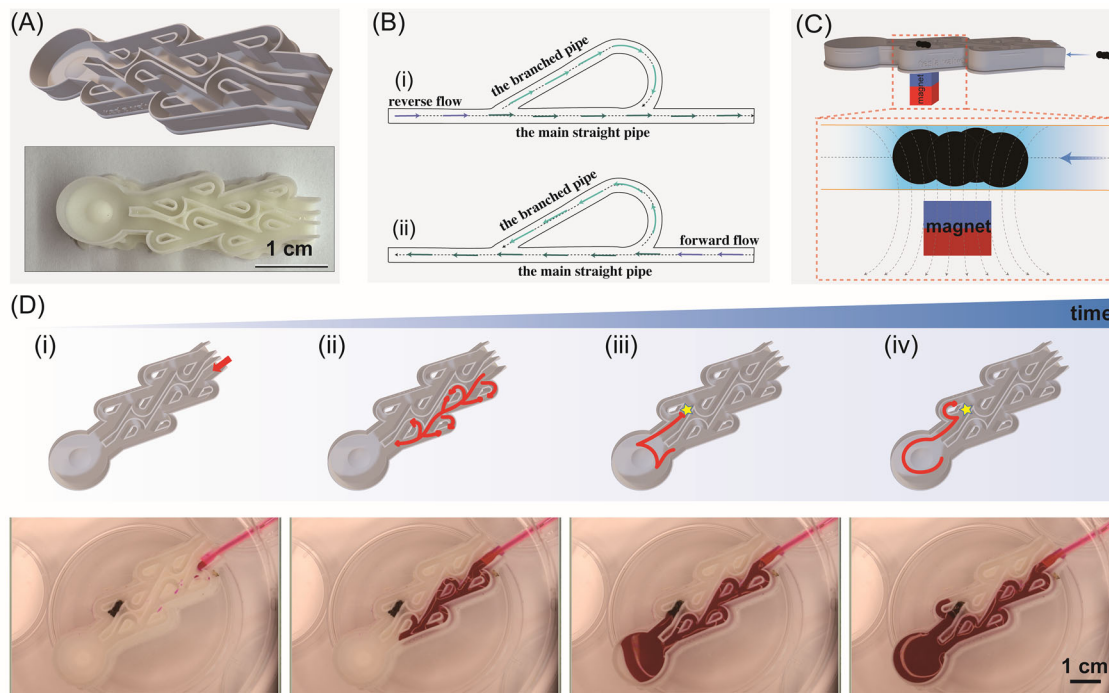 (A)
1 cm
(B)
(i)
the branched pipe
reverse flow
the main straight pipe
(ii)
the branched pipe
forward flow
the main straight pipe
(C)
magnet
magnet
(D)
time
(i)
(ii)
(iii)
(iv)
1 cm